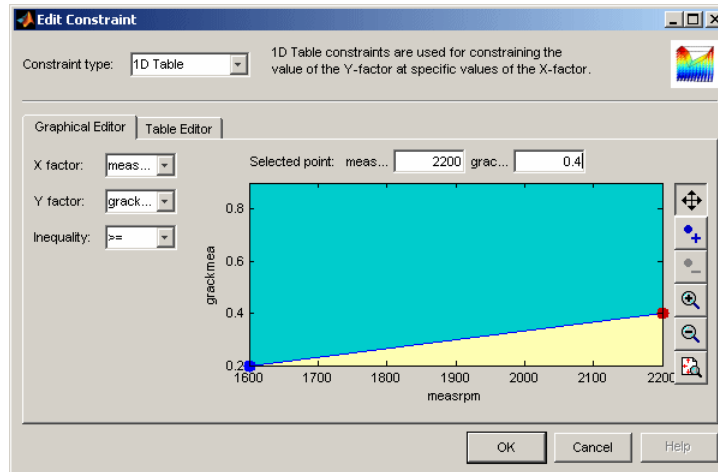 Edit Constraint
Constraint type: 1D Table
1D Table constraints are used for constraining the
value of the Y-factor at specific values of the X-factor.
Graphical Editor Table Editor
X factor: meas...
Y factor: grack...
Inequality: >=
Selected point: meas... 2200 grac... 0.4
0.8
0.6
0.4
0.2
grackmea
1600 1700 1800 1900 2000 2100 2200
measrpm
OK Cancel Help